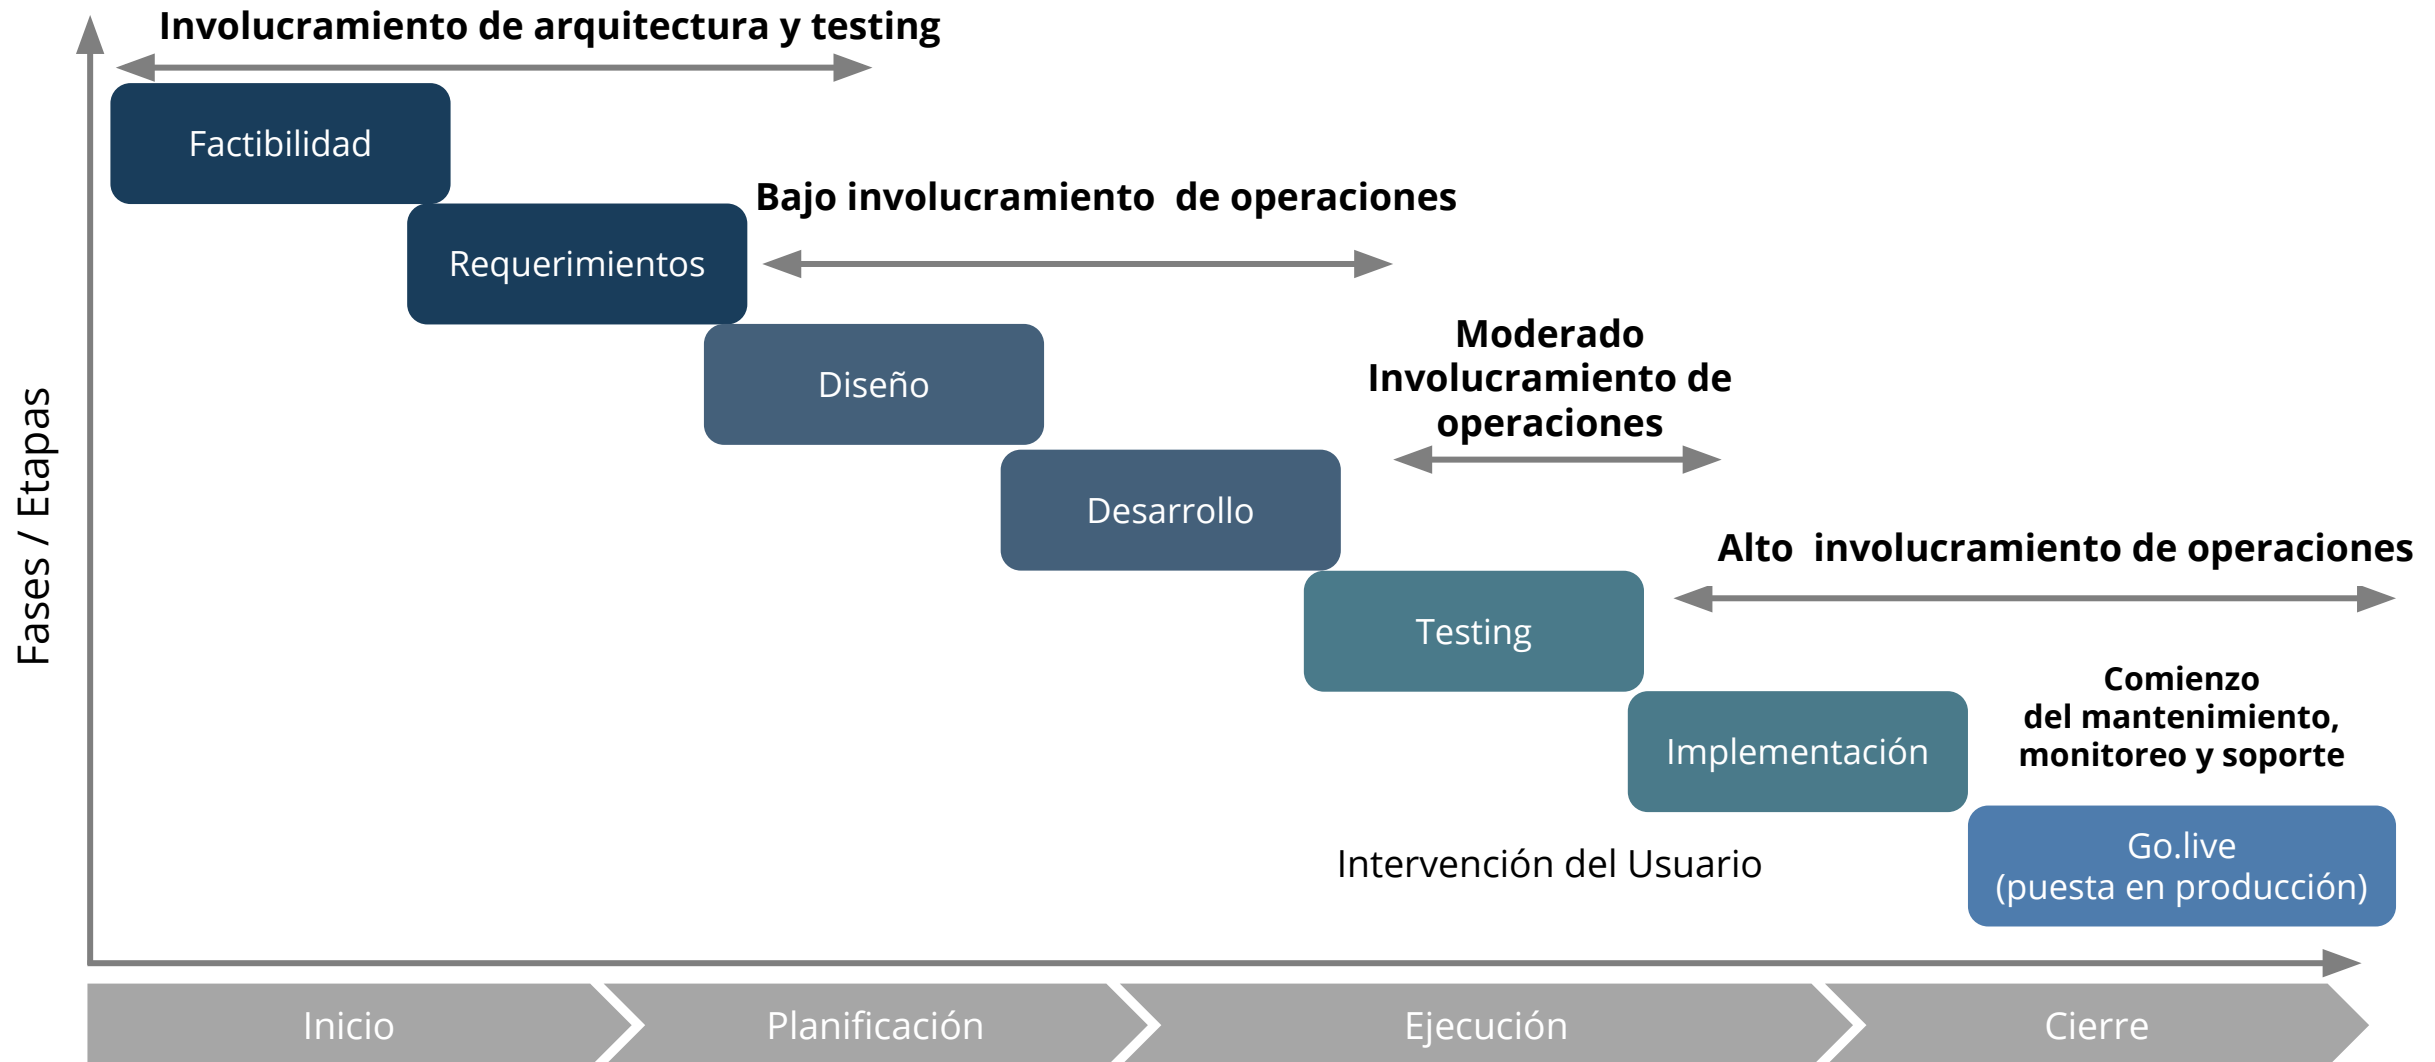 Involucramiento de arquitectura y testing
Factibilidad
Bajo involucramiento  de operaciones
Requerimientos
Moderado
Involucramiento de
operaciones
Diseño
Fases / Etapas
Desarrollo
Alto  involucramiento de operaciones
Testing
Comienzo
del mantenimiento,
monitoreo y soporte
Implementación
Intervención del Usuario
Go.live
(puesta en producción)
Inicio
Planificación
Ejecución
Cierre